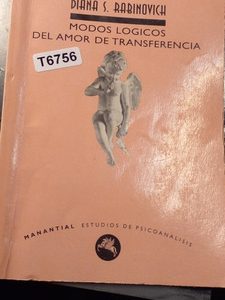 DIANA S. RABINOVICH
MODOS LOGICOS
DEL AMOR DE TRANSFERENCIA
T6756
MANANTIAL ESTUDIOS DE PSICOANALISIS